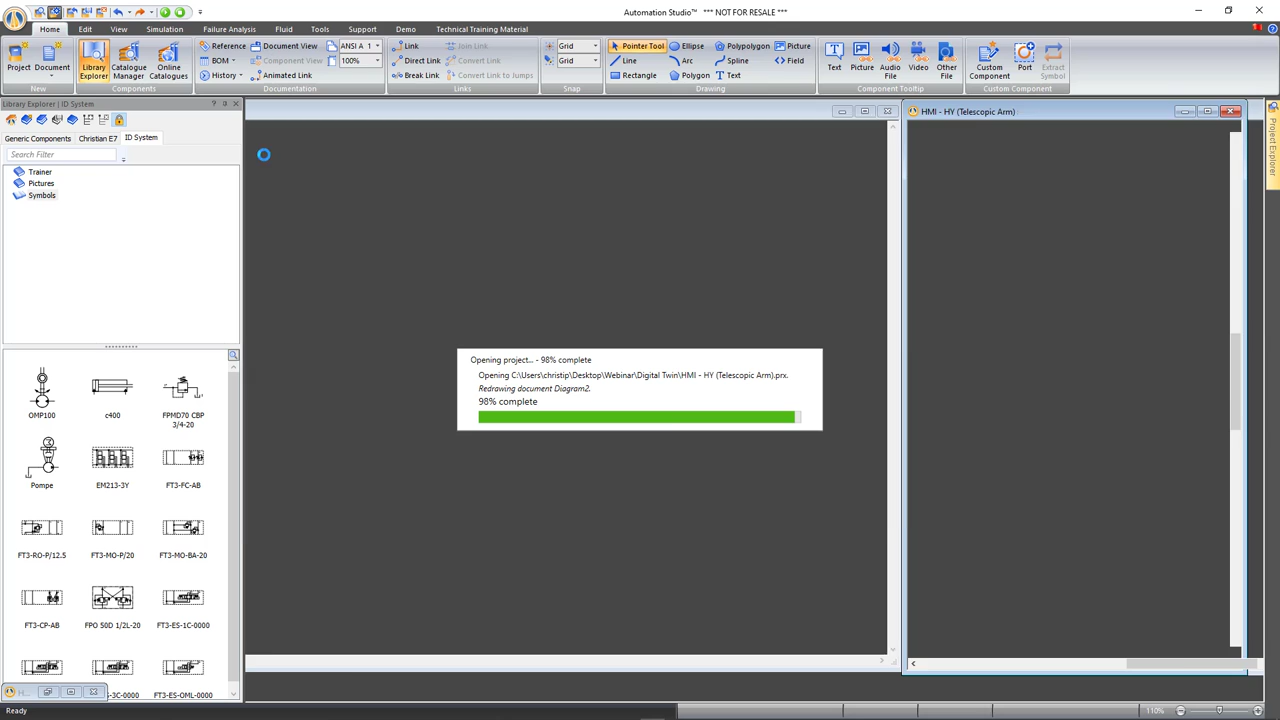 Automation Studio™ *** NOT FOR RESALE ***
Home Edit View Simulation Failure Analysis Fluid Tools Support Demo Technical Training Material
Project
Document
New
Library Explorer
Catalogue Manager
Online Catalogues
Components
Reference
BOM
History
Document View
Component View
Animated Link
ANSI A 1
100%
Documentation
Link
Direct Link
Break Link
Join Link
Convert Link
Convert Link to Jumps
Links
Grid
Grid
Snap
Pointer Tool
Line
Rectangle
Ellipse
Arc
Polygon
Polypolygon
Spline
Text
Picture
Field
Drawing
Text
Picture
Audio File
Video
Other File
Component Tooltip
Custom Component
Port
Extract Symbol
Custom Component
Library Explorer | ID System
Generic Components Christian E7 ID System
Search Filter
Trainer
Pictures
Symbols
OMP100 c400 FPMD70 CBP 3/4-20
Pompe EM213-3Y FT3-FC-AB
FT3-RO-P/12.5 FT3-MO-P/20 FT3-MO-BA-20
FT3-CP-AB FPO 50D 1/2L-20 FT3-ES-1C-0000
3C-0000 FT3-ES-OML-0000
H...
HMI - HY (Telescopic Arm)
Project Explorer
Opening project... - 98% complete
Opening C:\Users\christip\Desktop\Webinar\Digital Twin\HMI - HY (Telescopic Arm).prx.
Redrawing document Diagram2.
98% complete
Ready
110%